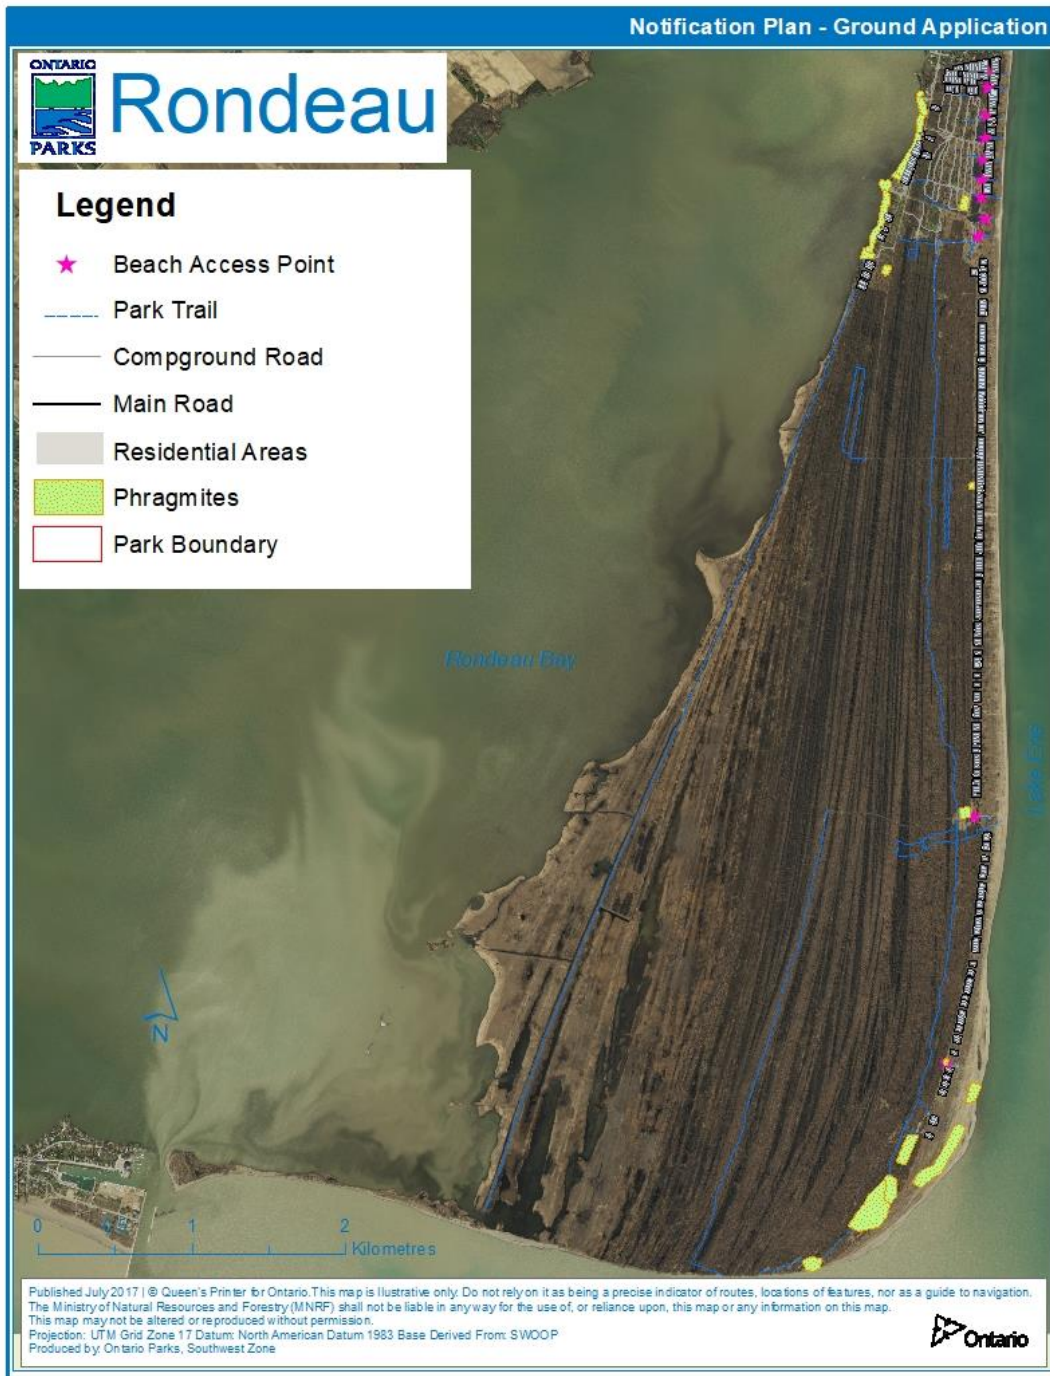 Notification Plan - Ground Application
ONTARIO
PARKS
Rondeau
Legend
Beach Access Point
Park Trail
Compground Road
Main Road
Residential Areas
Phragmites
Park Boundary
Rondeau Bay
Lake Erie
N
0 0.5 1 2
Kilometres
Published July 2017 | © Queen's Printer for Ontario. This map is illustrative only. Do not rely on it as being a precise indicator of routes, locations of features, nor as a guide to navigation.
The Ministry of Natural Resources and Forestry (MNRF) shall not be liable in any way for the use of, or reliance upon, this map or any information on this map.
This map may not be altered or reproduced without permission.
Projection: UTM Grid Zone 17 Datum: North American Datum 1983 Base Derived From: SWOOP
Produced by: Ontario Parks, Southwest Zone
Ontario